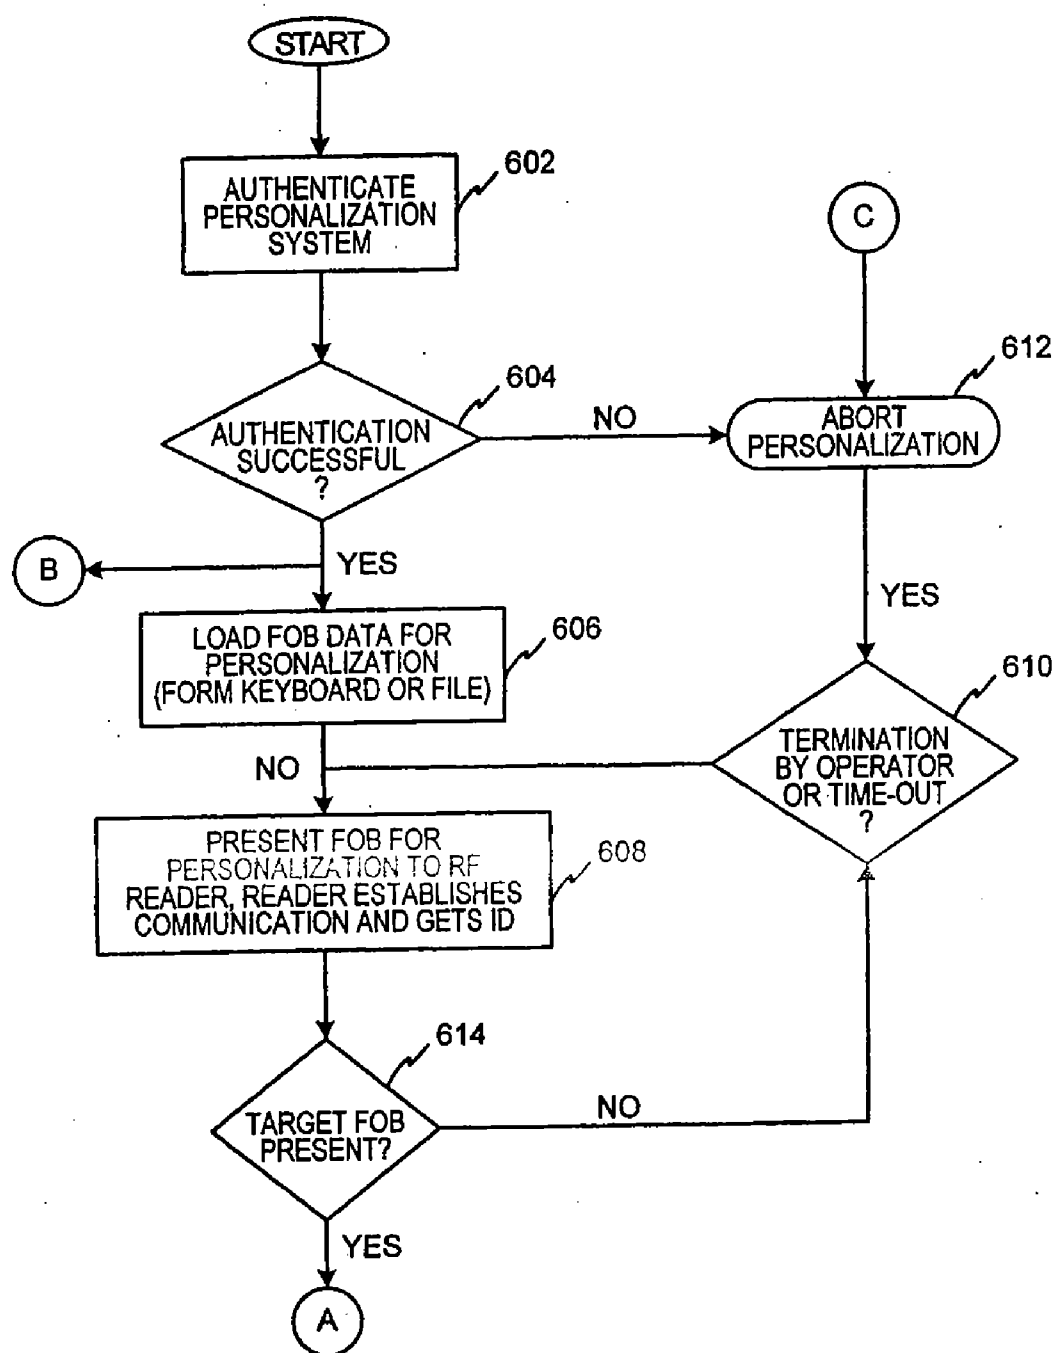 START
602
AUTHENTICATE
PERSONALIZATION
SYSTEM
C
604
AUTHENTICATION
SUCCESSFUL
?
NO
612
ABORT
PERSONALIZATION
B
YES
YES
606
LOAD FOB DATA FOR
PERSONALIZATION
(FORM KEYBOARD OR FILE)
610
TERMINATION
BY OPERATOR
OR TIME-OUT
?
NO
608
PRESENT FOB FOR
PERSONALIZATION TO RF
READER, READER ESTABLISHES
COMMUNICATION AND GETS ID
614
TARGET FOB
PRESENT?
NO
YES
A